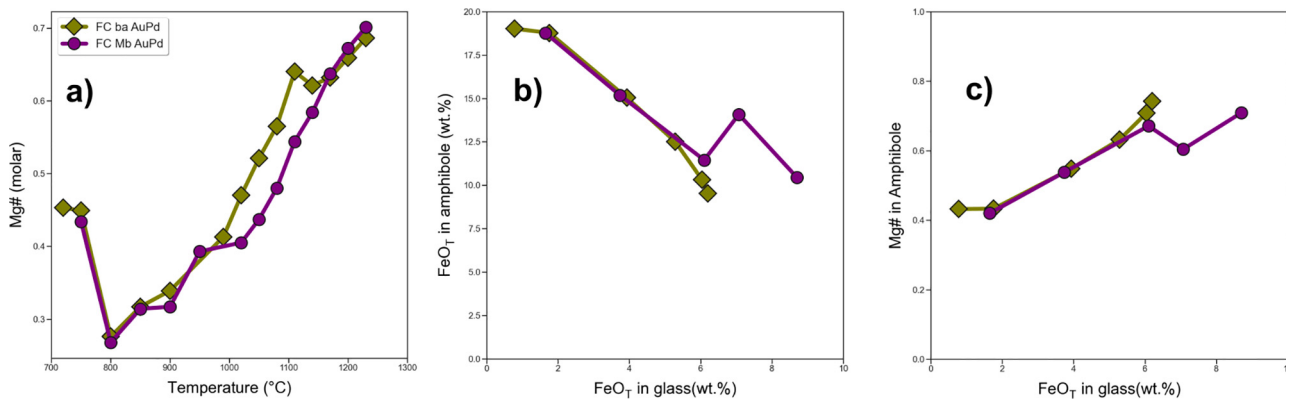 FC ba AuPd
FC Mb AuPd
a)
Mg# (molar)
0.7
0.6
0.5
0.4
0.3
700 800 900 1000 1100 1200 1300
Temperature (°C)
b)
FeOT in amphibole (wt.%)
20.0
17.5
15.0
12.5
10.0
7.5
5.0
2.5
0.0
0 2 4 6 8 10
FeOT in glass(wt.%)
c)
Mg# in Amphibole
1.0
0.8
0.6
0.4
0.2
0.0
0 2 4 6 8
FeOT in glass(wt.%)